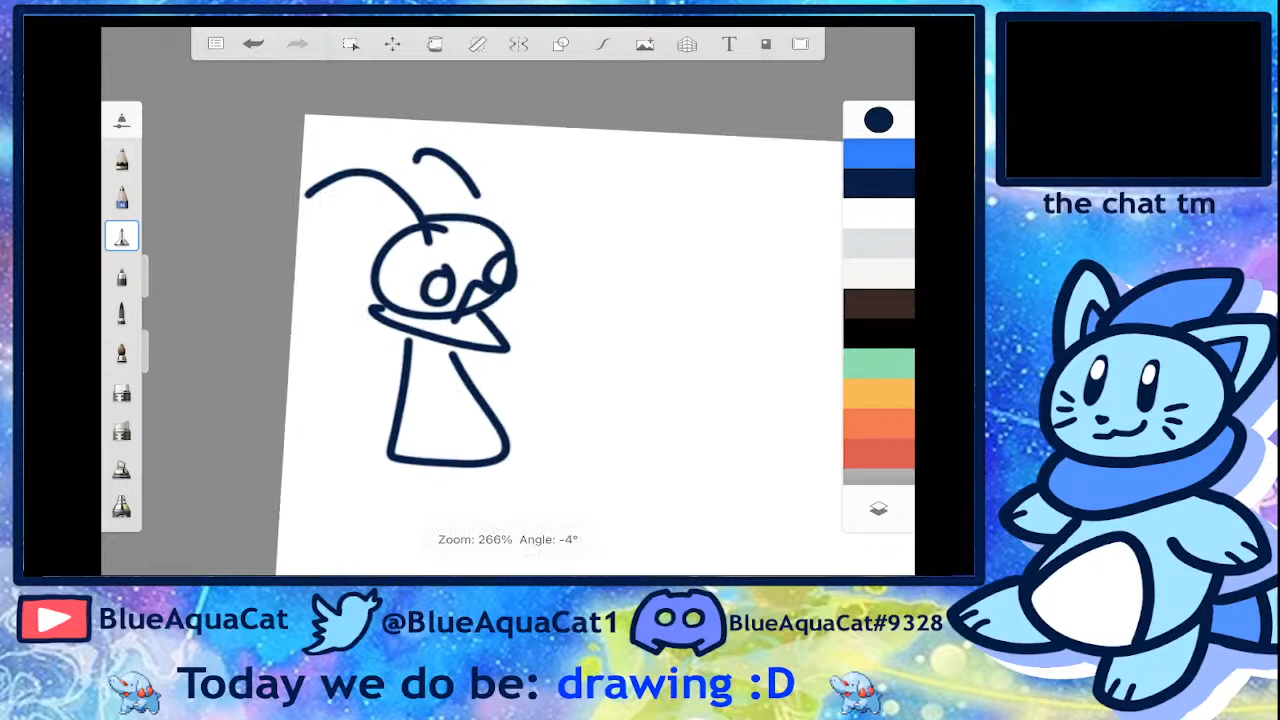 T
the chat tm
Zoom: 266% Angle: -4°
BlueAquaCat @BlueAquaCat1 BlueAquaCat#9328
Today we do be: drawing :D